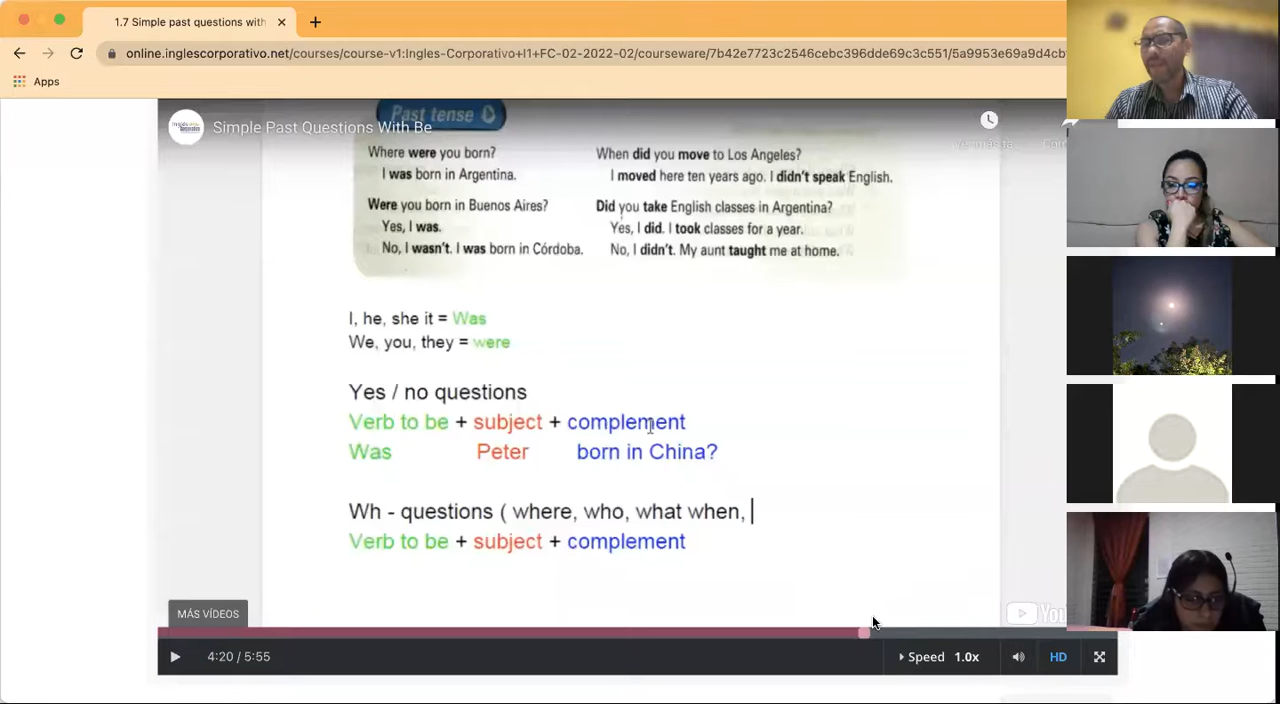 1.7 Simple past questions with
online.inglescorporativo.net/courses/course-v1:Ingles-Corporativo+I1+FC-02-2022-02/courseware/7b42e7723c2546cebc396dde69c3c551/5a9953e69a9d4cb
Apps
Past tense
Simple Past Questions With Be
Where were you born?
I was born in Argentina.
Were you born in Buenos Aires?
Yes, I was.
No, I wasn't. I was born in Córdoba.
When did you move to Los Angeles?
I moved here ten years ago. I didn't speak English.
Did you take English classes in Argentina?
Yes, I did. I took classes for a year.
No, I didn't. My aunt taught me at home.
I, he, she it = Was
We, you, they = were
Yes / no questions
Verb to be + subject + complement
Was Peter born in China?
Wh - questions ( where, who, what when,
Verb to be + subject + complement
MÁS VÍDEOS
4:20 / 5:55
Speed 1.0x
HD